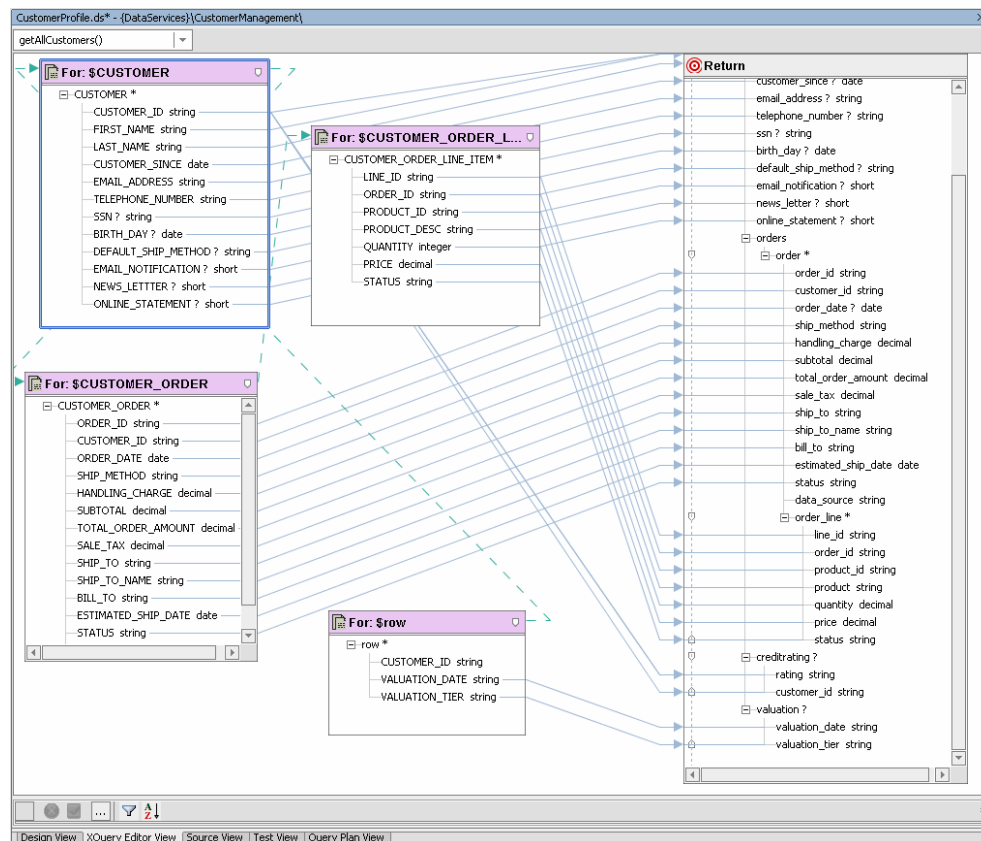 CustomerProfile.ds* - {DataServices}\CustomerManagement\
getAllCustomers()
For: $CUSTOMER
CUSTOMER *
CUSTOMER_ID string
FIRST_NAME string
LAST_NAME string
CUSTOMER_SINCE date
EMAIL_ADDRESS string
TELEPHONE_NUMBER string
SSN ? string
BIRTH_DAY ? date
DEFAULT_SHIP_METHOD ? string
EMAIL_NOTIFICATION ? short
NEWS_LETTTER ? short
ONLINE_STATEMENT ? short
For: $CUSTOMER_ORDER_L...
CUSTOMER_ORDER_LINE_ITEM *
LINE_ID string
ORDER_ID string
PRODUCT_ID string
PRODUCT_DESC string
QUANTITY integer
PRICE decimal
STATUS string
For: $CUSTOMER_ORDER
CUSTOMER_ORDER *
ORDER_ID string
CUSTOMER_ID string
ORDER_DATE date
SHIP_METHOD string
HANDLING_CHARGE decimal
SUBTOTAL decimal
TOTAL_ORDER_AMOUNT decimal
SALE_TAX decimal
SHIP_TO string
SHIP_TO_NAME string
BILL_TO string
ESTIMATED_SHIP_DATE date
STATUS string
For: $row
row *
CUSTOMER_ID string
VALUATION_DATE string
VALUATION_TIER string
Return
customer_since ? date
email_address ? string
telephone_number ? string
ssn ? string
birth_day ? date
default_ship_method ? string
email_notification ? short
news_letter ? short
online_statement ? short
orders
order *
order_id string
customer_id string
order_date ? date
ship_method string
handling_charge decimal
subtotal decimal
total_order_amount decimal
sale_tax decimal
ship_to string
ship_to_name string
bill_to string
estimated_ship_date date
status string
data_source string
order_line *
line_id string
order_id string
product_id string
product string
quantity decimal
price decimal
status string
creditrating ?
rating string
customer_id string
valuation ?
valuation_date string
valuation_tier string
...
A
Z
Design View XQuery Editor View Source View Test View Query Plan View